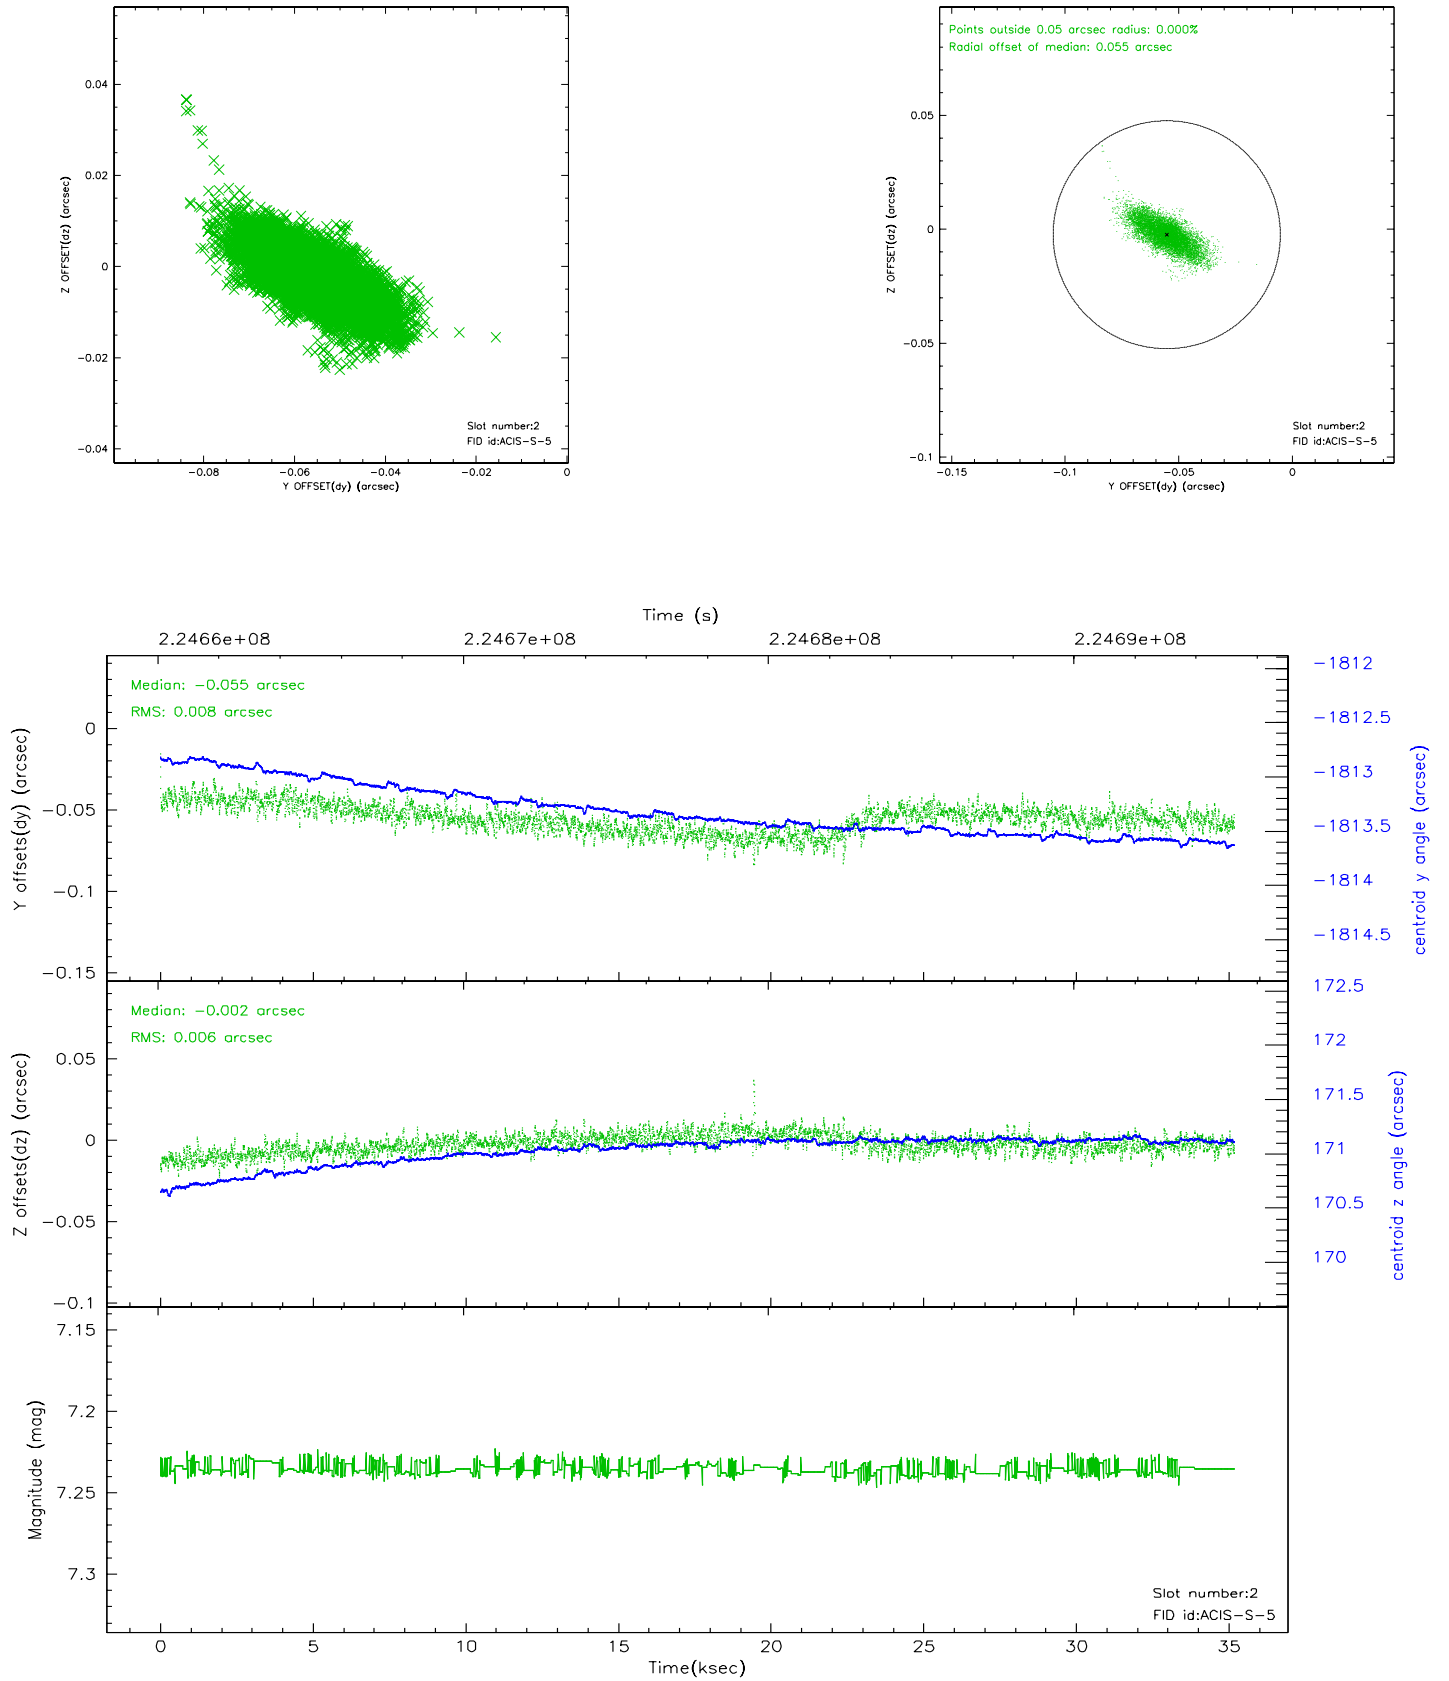 0.04
0.02
0
-0.02
-0.04
Z OFFSET(dz) (arcsec)
Slot number:2
FID id:ACIS-S-5
-0.08
-0.06
-0.04
-0.02
0
Y OFFSET(dy) (arcsec)
Points outside 0.05 arcsec radius: 0.000%
Radial offset of median: 0.055 arcsec
0.05
0
-0.05
-0.1
Z OFFSET(dz) (arcsec)
Slot number:2
FID id:ACIS-S-5
-0.15
-0.1
-0.05
0
Y OFFSET(dy) (arcsec)
Time (s)
2.2466e+08
2.2467e+08
2.2468e+08
2.2469e+08
Median: -0.055 arcsec
RMS: 0.008 arcsec
0
-0.05
-0.1
-0.15
Y offsets(dy) (arcsec)
-1812
-1812.5
-1813
-1813.5
-1814
-1814.5
centroid y angle (arcsec)
Median: -0.002 arcsec
RMS: 0.006 arcsec
0.05
0
-0.05
-0.1
Z offsets(dz) (arcsec)
172.5
172
171.5
171
170.5
170
centroid z angle (arcsec)
7.15
7.2
7.25
7.3
Magnitude (mag)
Slot number:2
FID id:ACIS-S-5
0
5
10
15
20
25
30
35
Time(ksec)